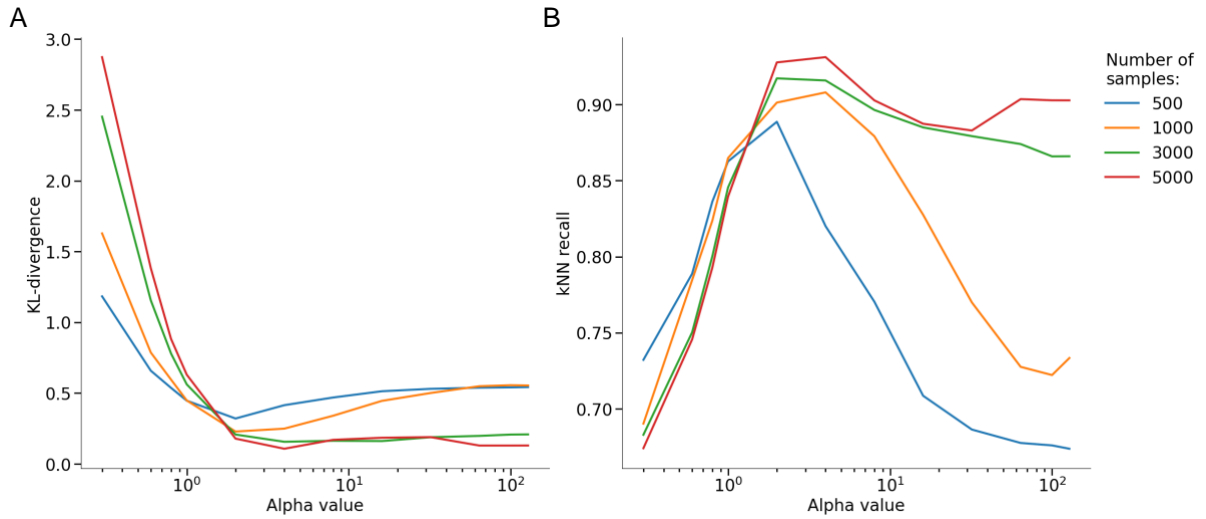 A
B
3.0
2.5
2.0
1.5
1.0
0.5
0.0
KL-divergence
10⁰
10¹
10²
Alpha value
0.90
0.85
0.80
0.75
0.70
kNN recall
10⁰
10¹
10²
Alpha value
Number of
samples:
500
1000
3000
5000